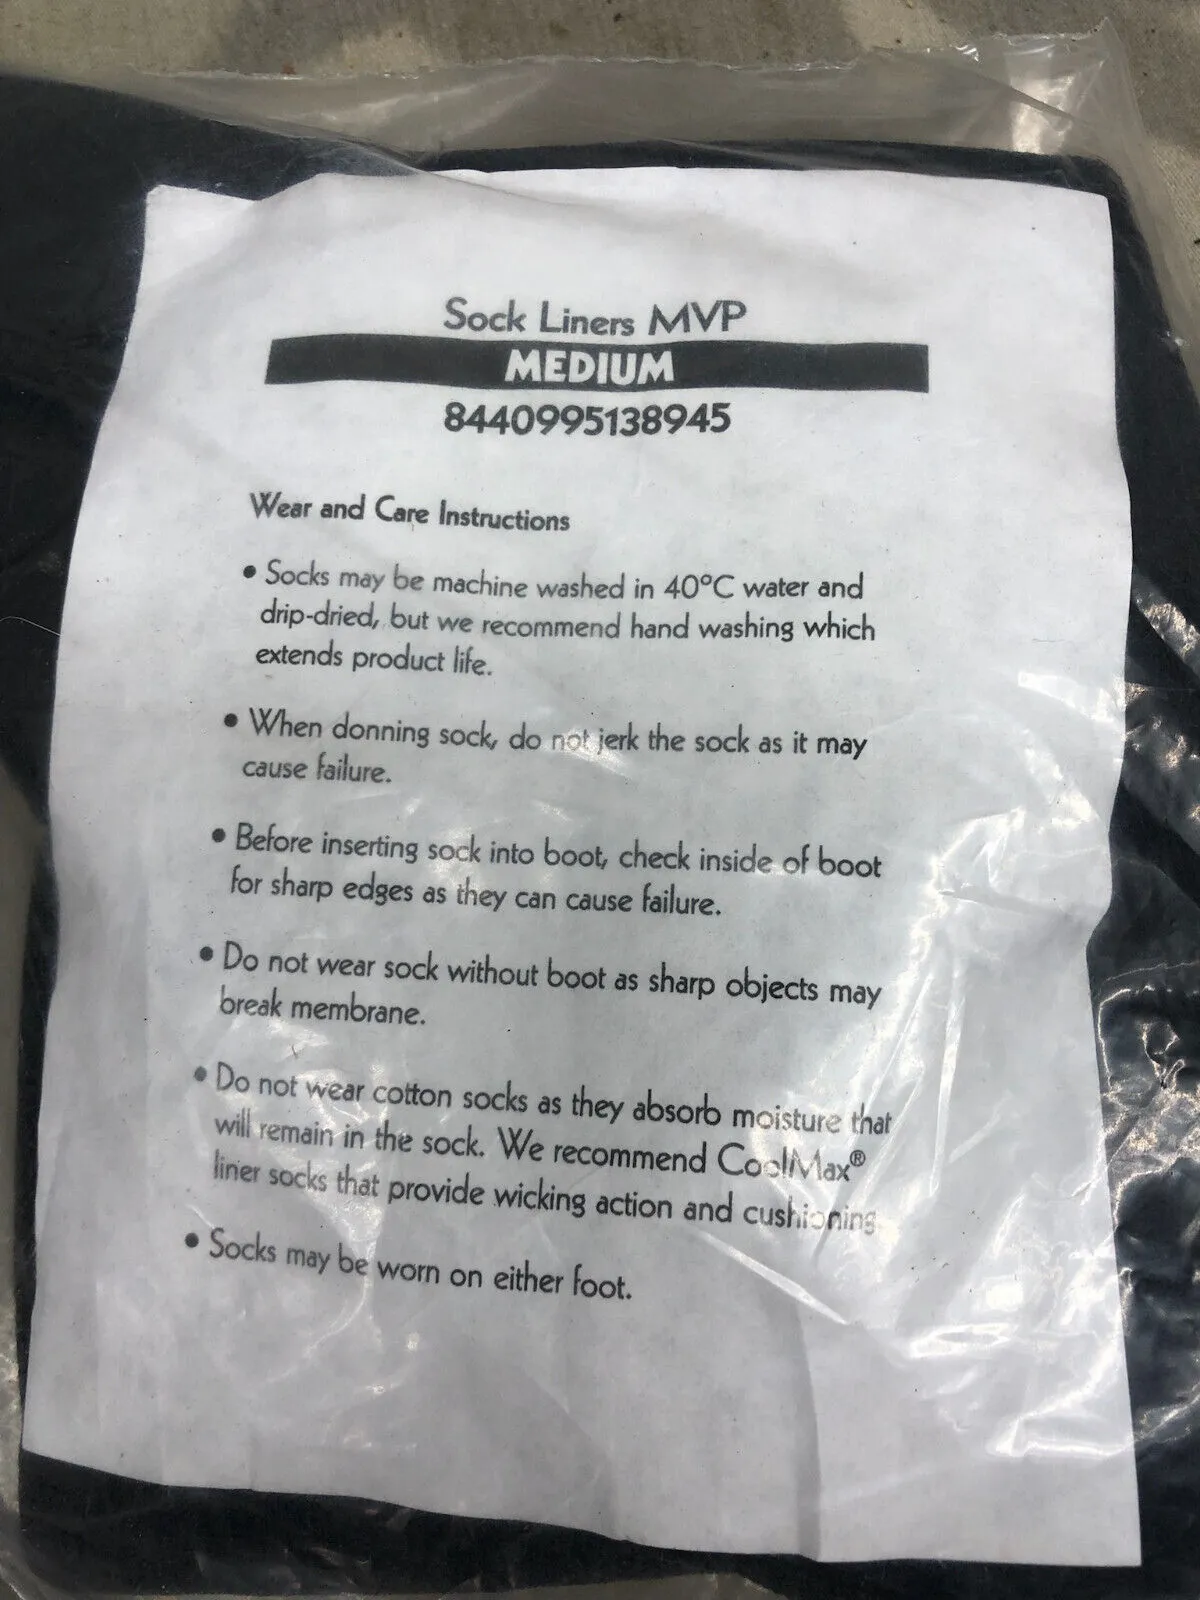 Sock Liners MVP
MEDIUM
8440995138945
Wear and Care Instructions
• Socks may be machine washed in 40°C water and
drip-dried, but we recommend hand washing which
extends product life.
• When donning sock, do not jerk the sock as it may
cause failure.
• Before inserting sock into boot, check inside of boot
for sharp edges as they can cause failure.
• Do not wear sock without boot as sharp objects may
break membrane.
• Do not wear cotton socks as they absorb moisture that
will remain in the sock. We recommend CoolMax®
liner socks that provide wicking action and cushioning.
• Socks may be worn on either foot.